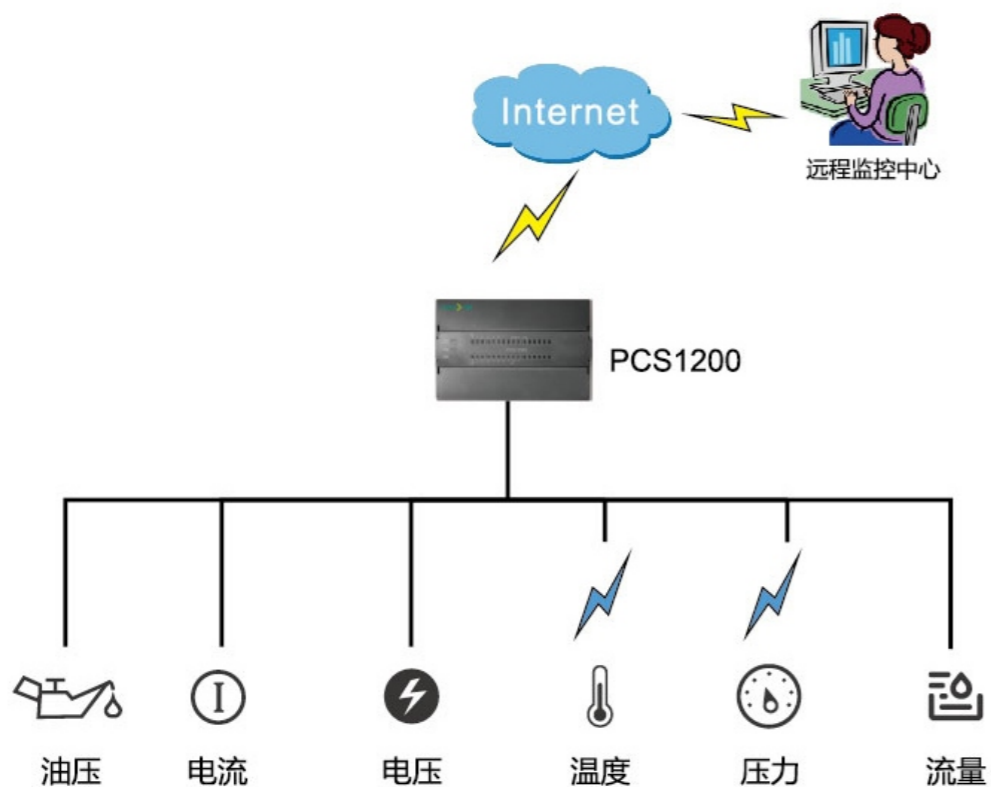 Internet
远程监控中心
PCS1200
I
油压
电流
电压
温度
压力
流量